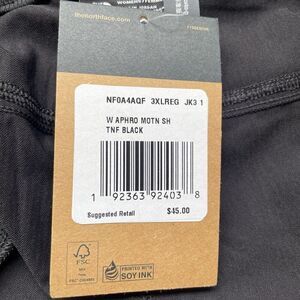 thenorthface.com
NF0A4AQF 3XLREG JK3 1
W APHRO MOTN SH
TNF BLACK
1 92363 92403 8
Suggested Retail $45.00
FSC
PRINTED WITH
SOY INK